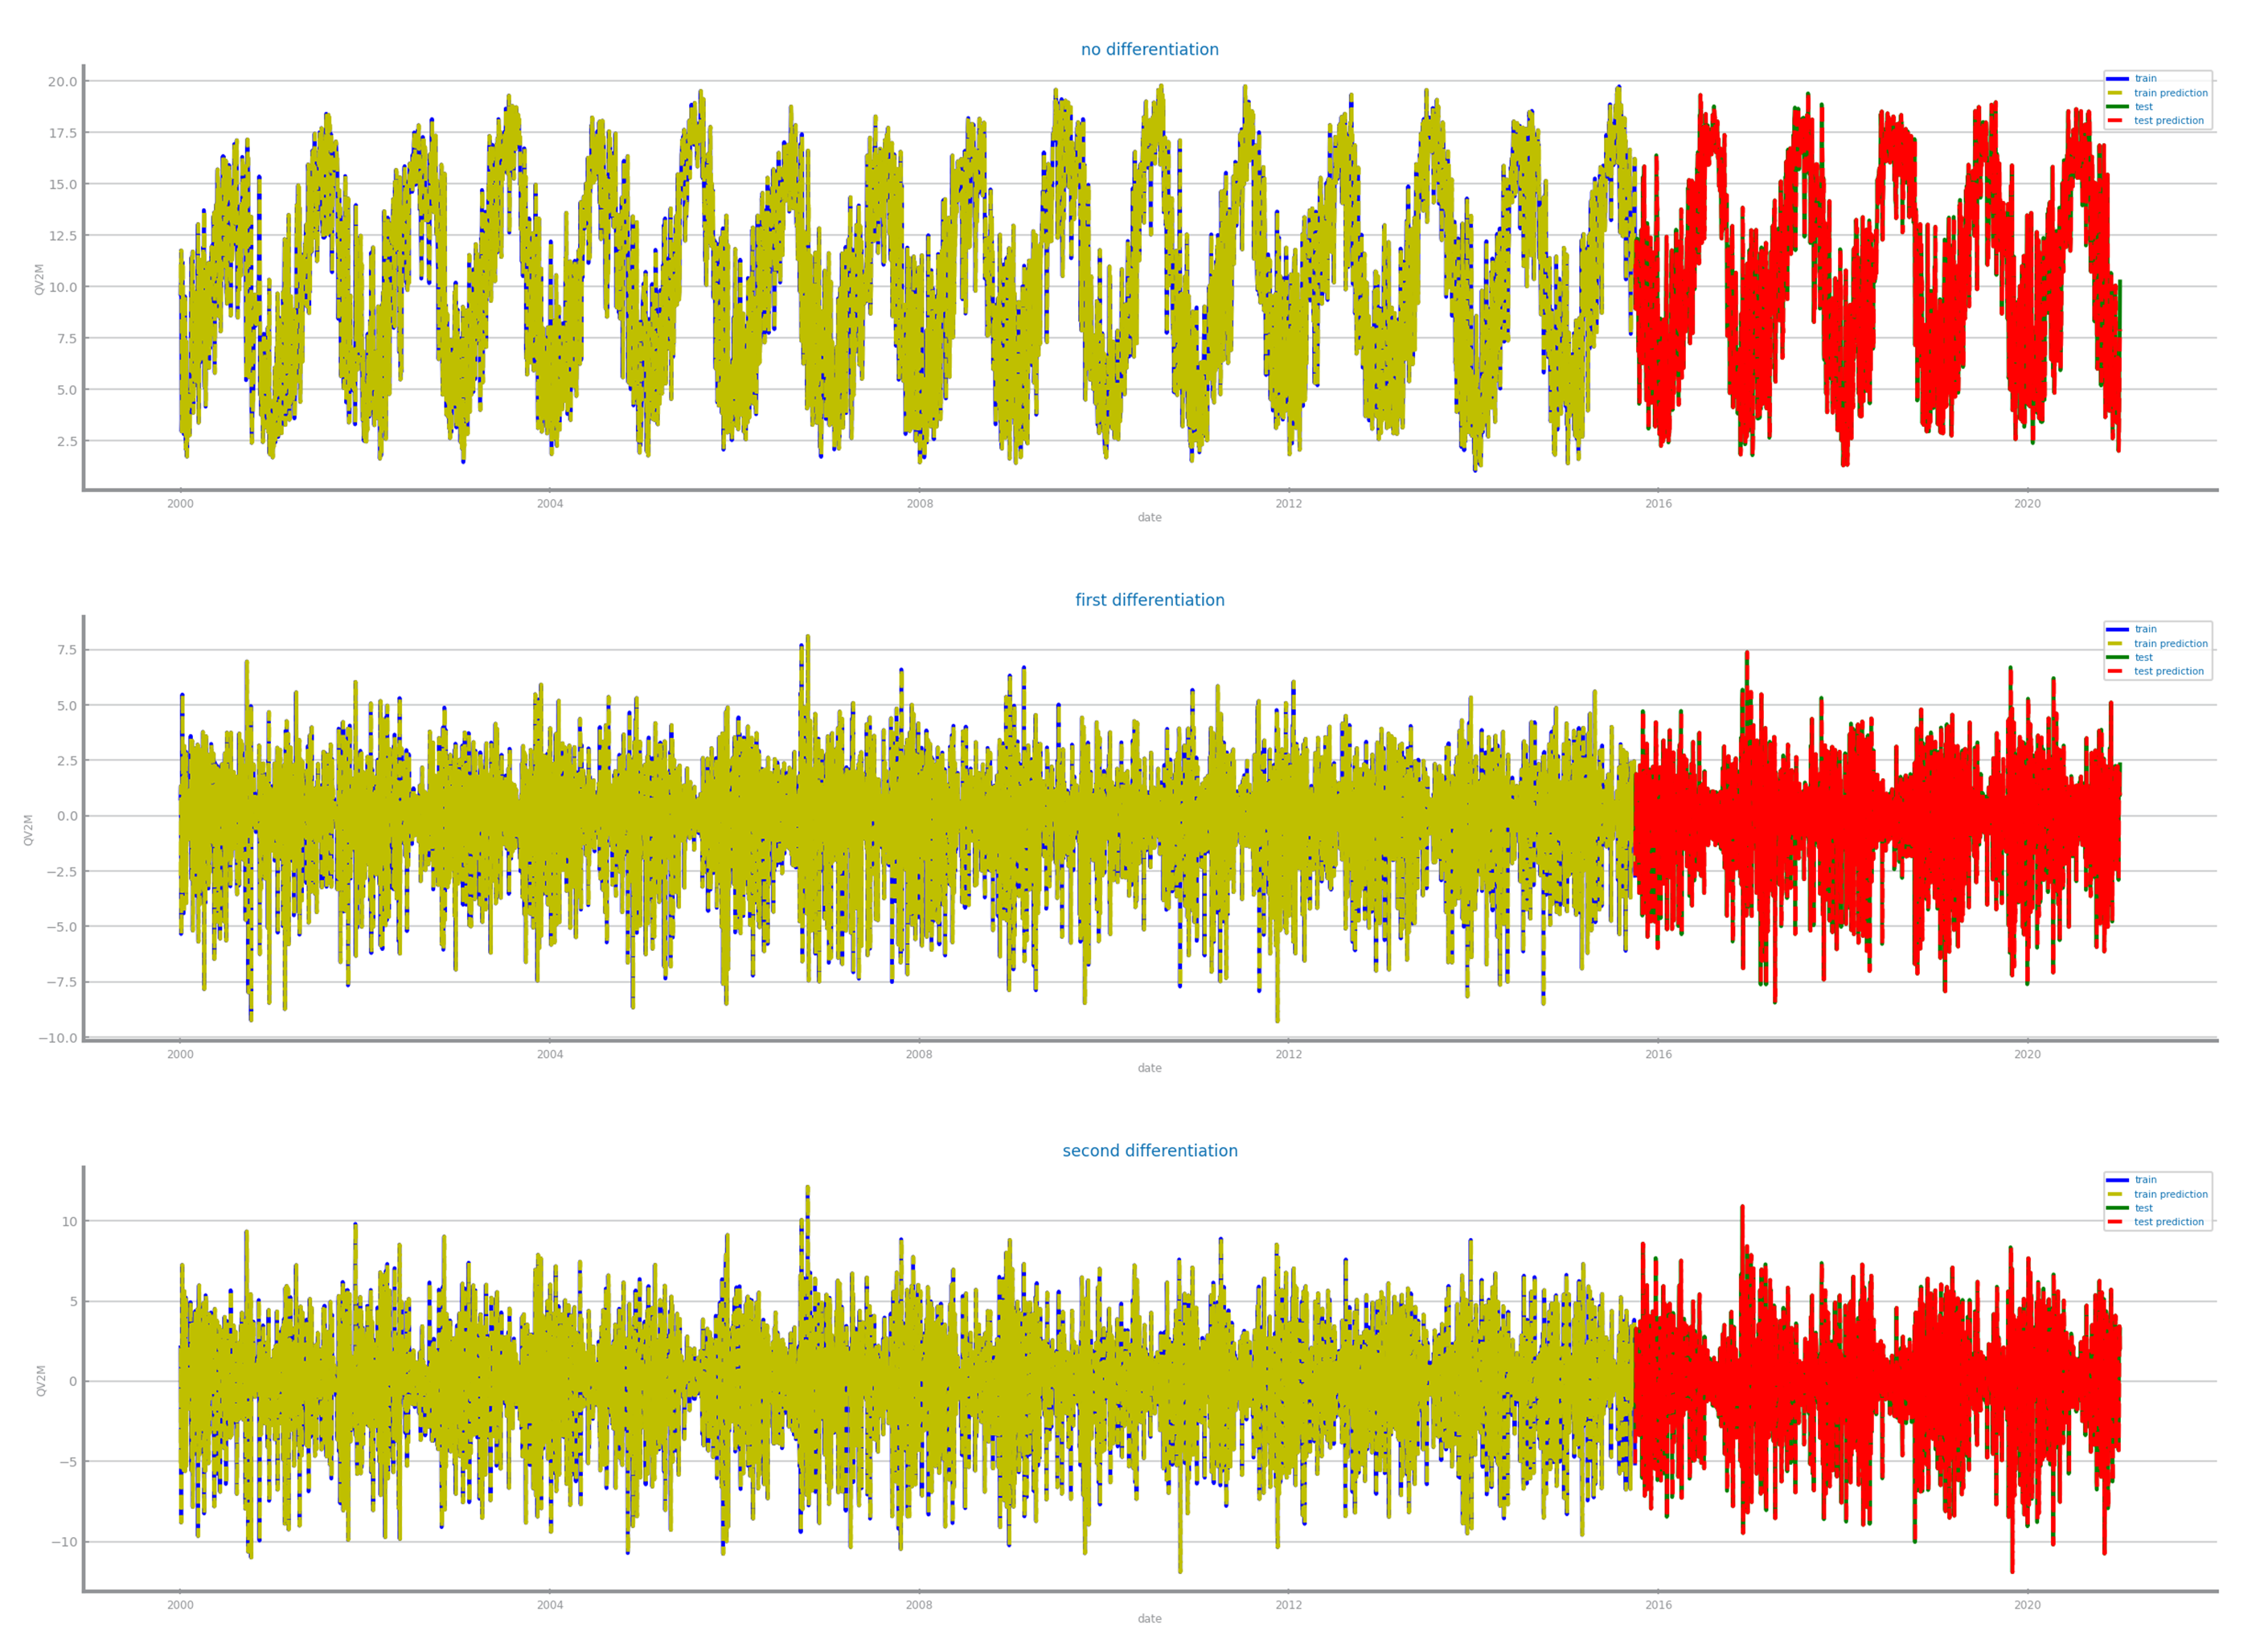 no differentiation
20.0
17.5
15.0
12.5
10.0
7.5
5.0
2.5
QV2M
train
train prediction
test
test prediction
2000 2004 2008 2012 2016 2020
date
first differentiation
7.5
5.0
2.5
0.0
−2.5
−5.0
−7.5
−10.0
QV2M
train
train prediction
test
test prediction
2000 2004 2008 2012 2016 2020
date
second differentiation
10
5
0
−5
−10
QV2M
train
train prediction
test
test prediction
2000 2004 2008 2012 2016 2020
date